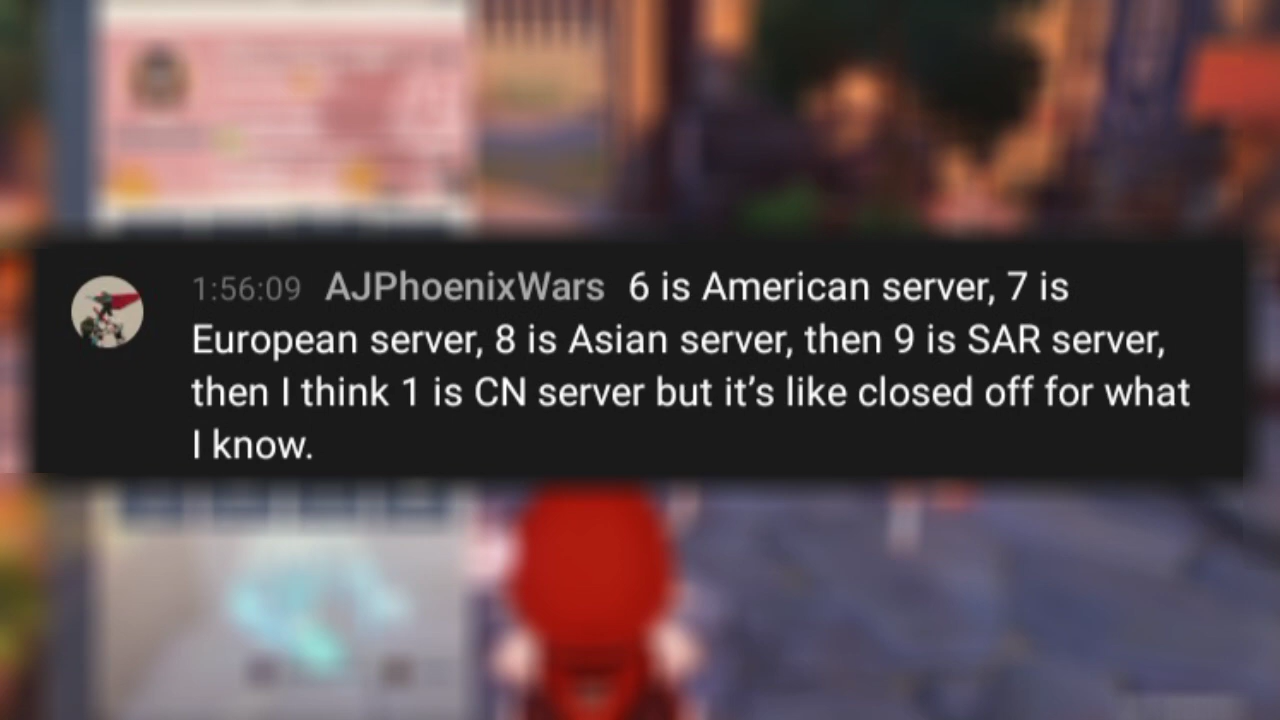 1:56:09 AJPhoenixWars 6 is American server, 7 is
European server, 8 is Asian server, then 9 is SAR server,
then I think 1 is CN server but it’s like closed off for what
I know.